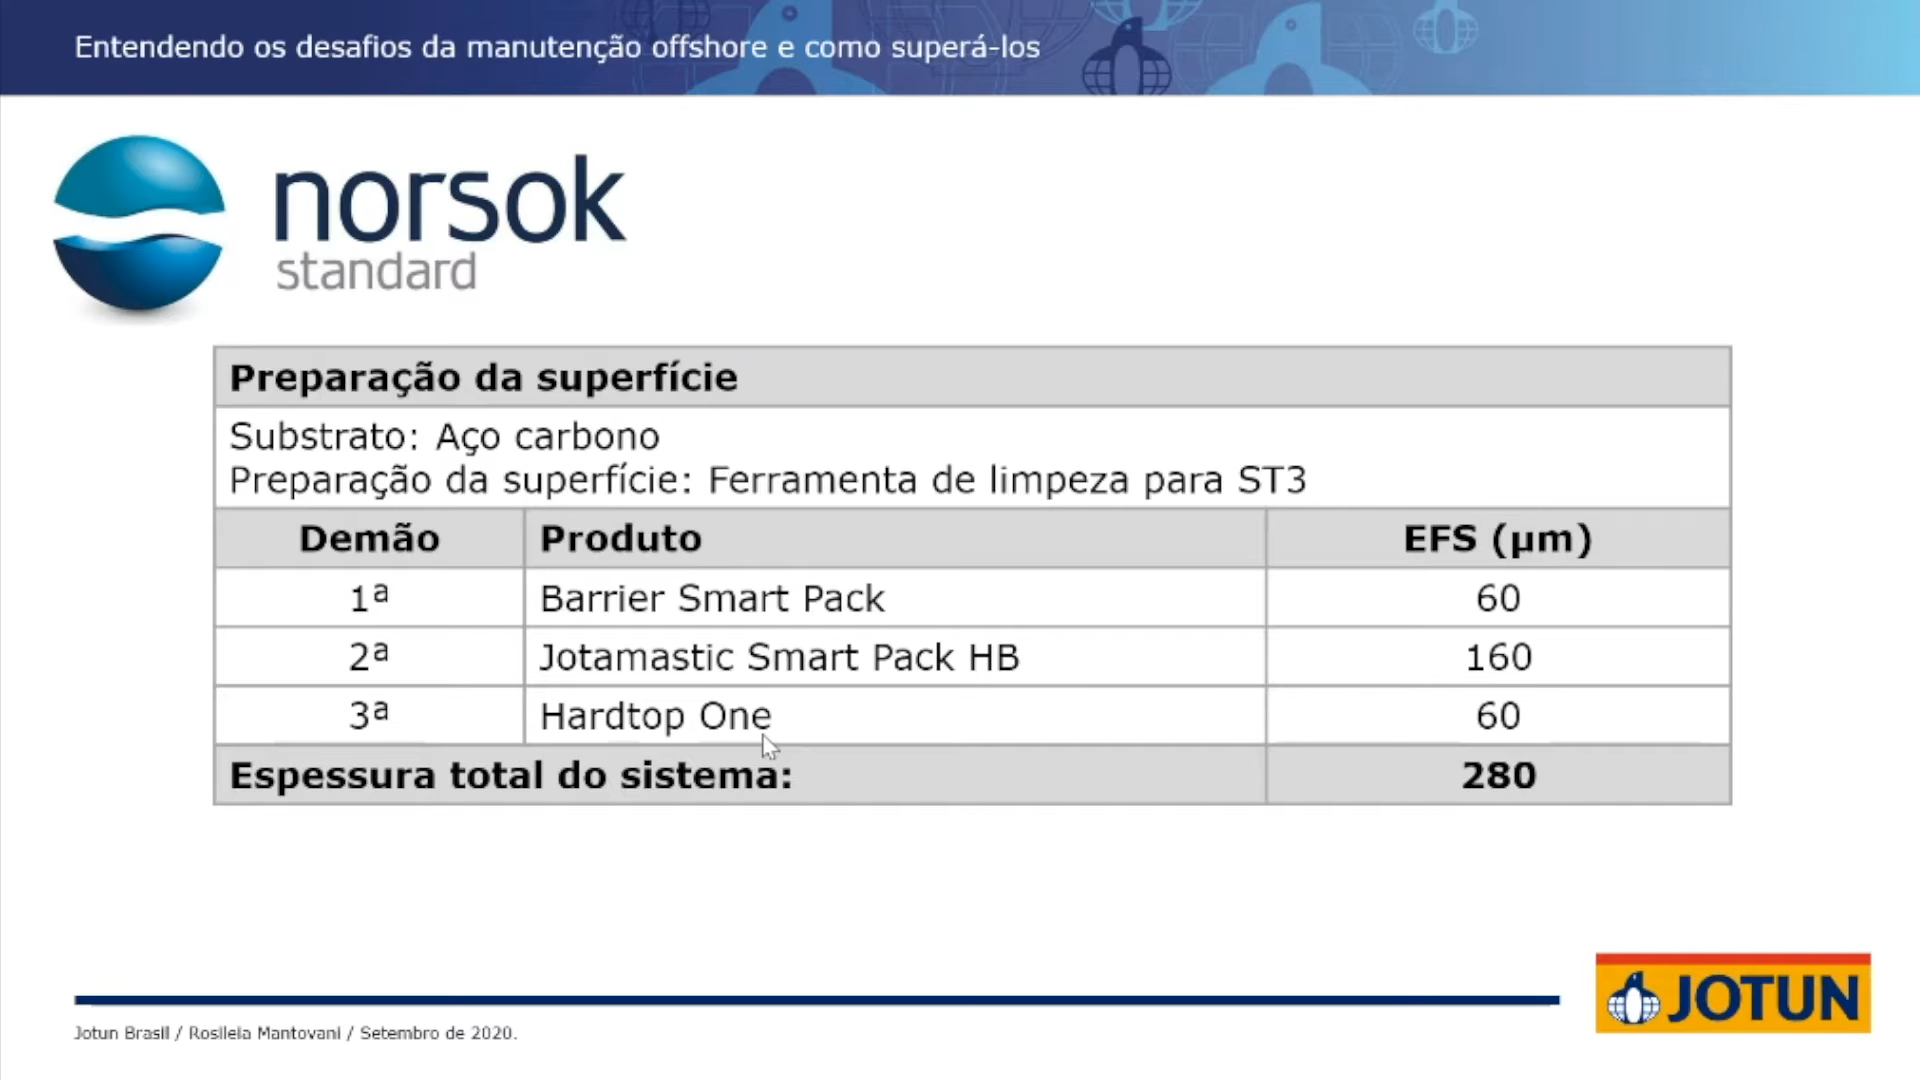 Entendendo os desafios da manutenção offshore e como superá-los
norsok
standard
Preparação da superfície
Substrato: Aço carbono
Preparação da superfície: Ferramenta de limpeza para ST3
Demão Produto EFS (µm)
1ª Barrier Smart Pack 60
2ª Jotamastic Smart Pack HB 160
3ª Hardtop One 60
Espessura total do sistema: 280
JOTUN
Jotun Brasil / Rosileia Mantovani / Setembro de 2020.